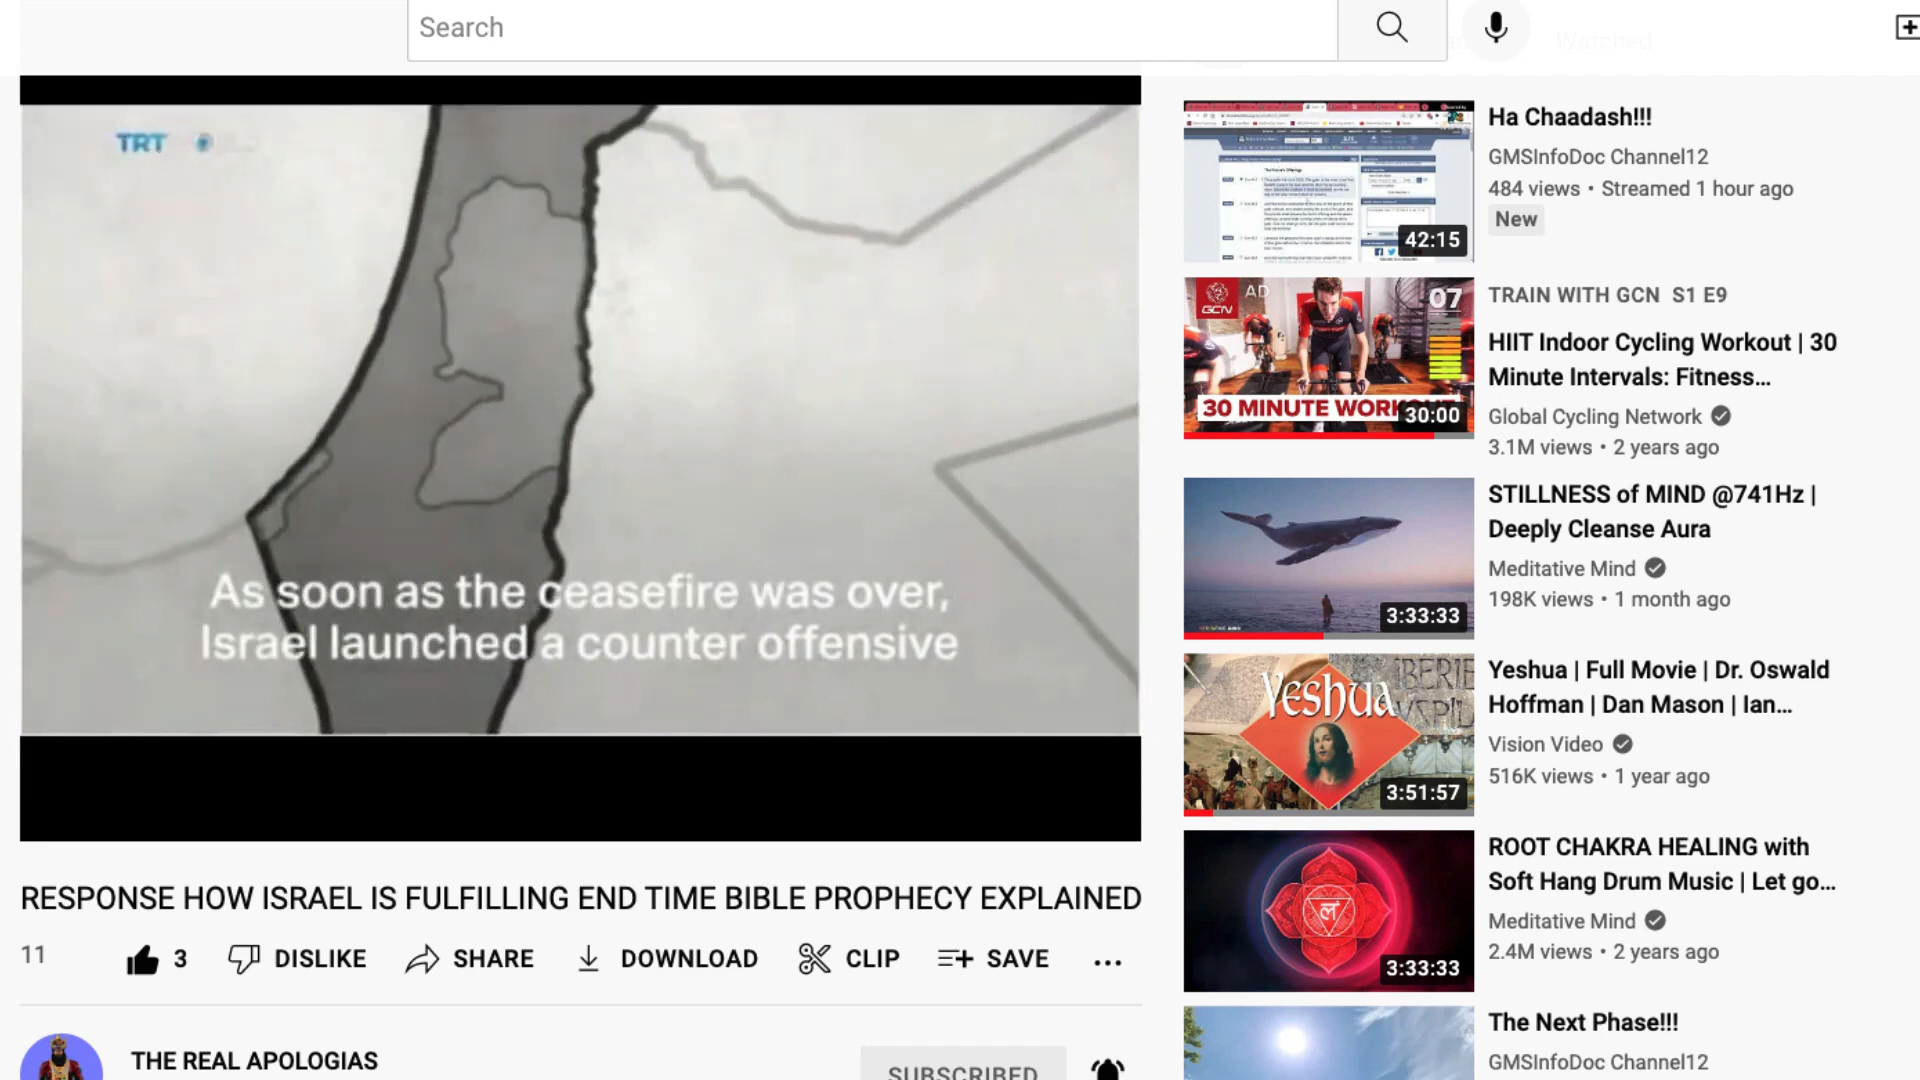 Search
Watched
TRT
As soon as the ceasefire was over,
Israel launched a counter offensive
RESPONSE HOW ISRAEL IS FULFILLING END TIME BIBLE PROPHECY EXPLAINED
11
3
DISLIKE
SHARE
DOWNLOAD
CLIP
SAVE
THE REAL APOLOGIAS
SUBSCRIBED
42:15
Ha Chaadash!!!
GMSInfoDoc Channel12
484 views • Streamed 1 hour ago
New
GCN
AD
07
30 MINUTE WORK
30:00
TRAIN WITH GCN S1 E9
HIIT Indoor Cycling Workout | 30
Minute Intervals: Fitness...
Global Cycling Network
3.1M views • 2 years ago
3:33:33
STILLNESS of MIND @741Hz |
Deeply Cleanse Aura
Meditative Mind
198K views • 1 month ago
Yeshua
3:51:57
Yeshua | Full Movie | Dr. Oswald
Hoffman | Dan Mason | Ian...
Vision Video
516K views • 1 year ago
3:33:33
ROOT CHAKRA HEALING with
Soft Hang Drum Music | Let go...
Meditative Mind
2.4M views • 2 years ago
The Next Phase!!!
GMSInfoDoc Channel12